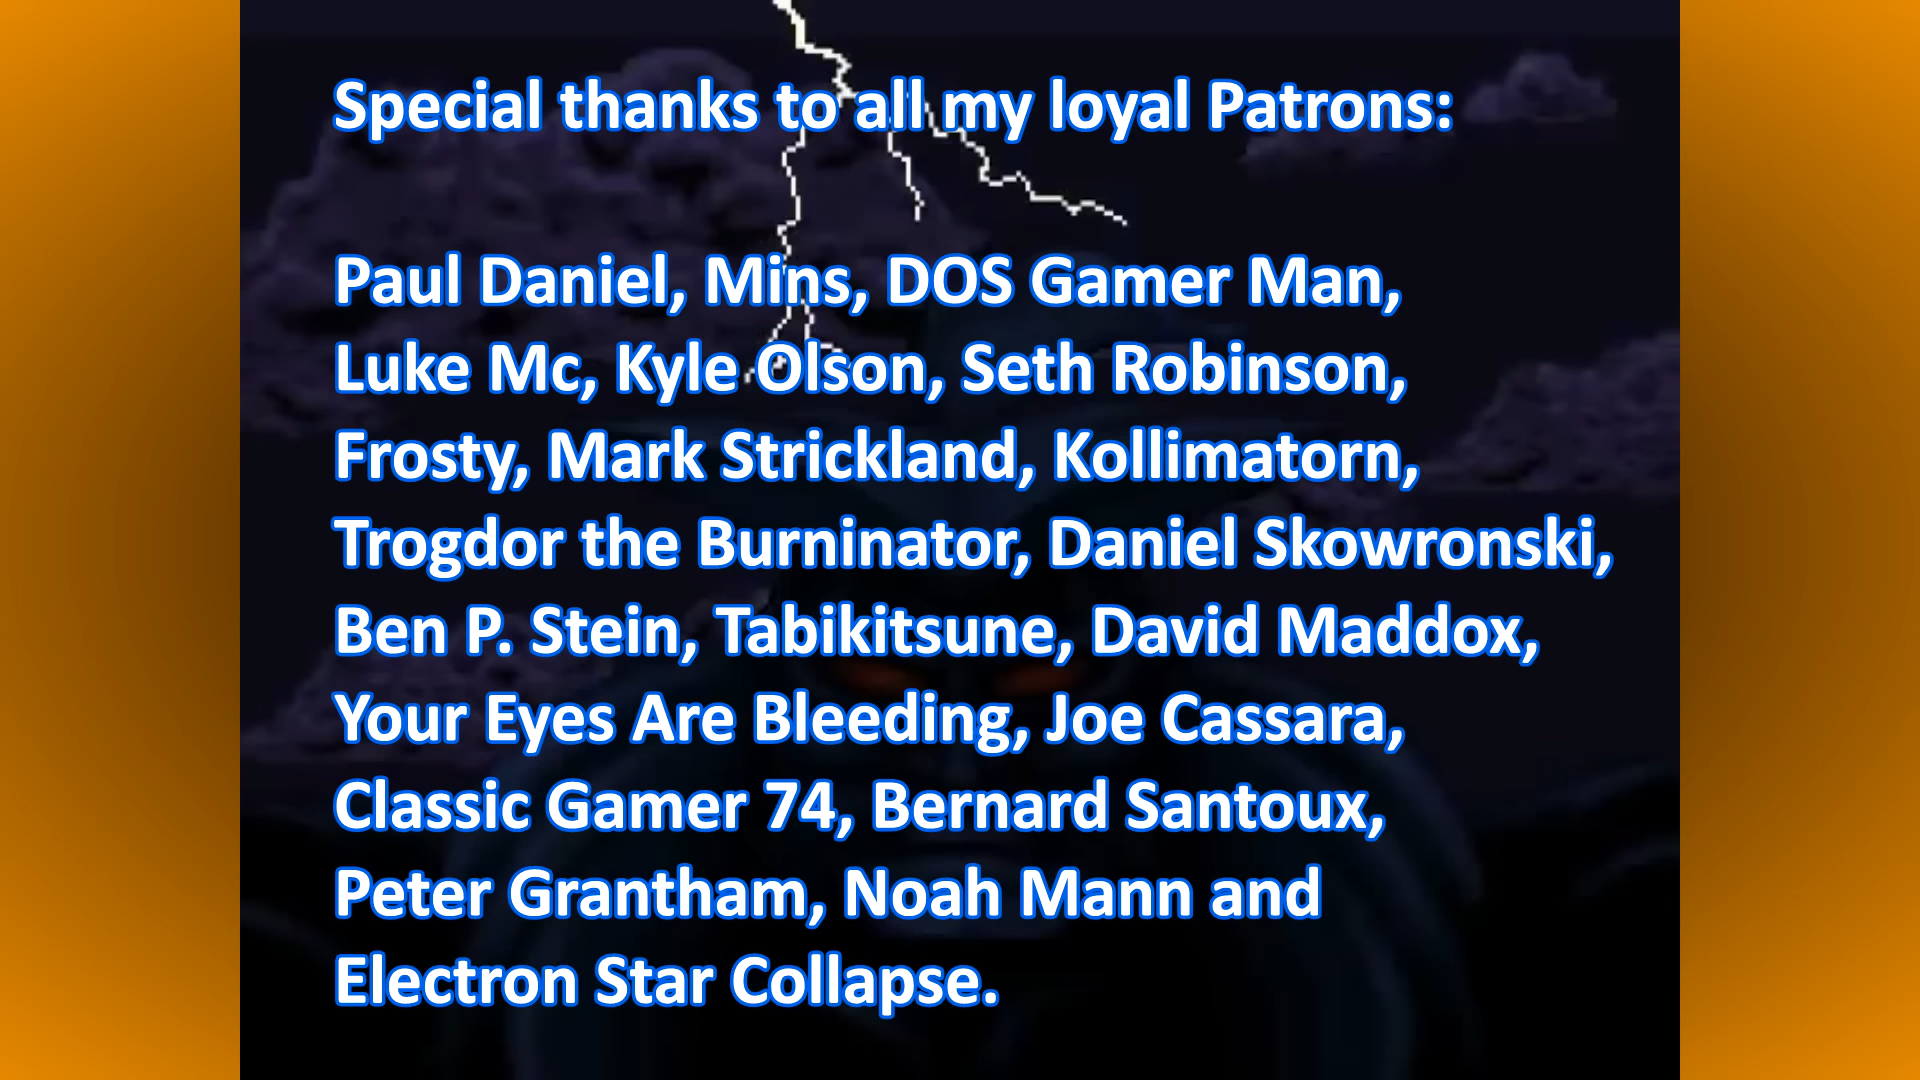 Special thanks to all my loyal Patrons:
Paul Daniel, Mins, DOS Gamer Man,
Luke Mc, Kyle Olson, Seth Robinson,
Frosty, Mark Strickland, Kollimatorn,
Trogdor the Burninator, Daniel Skowronski,
Ben P. Stein, Tabikitsune, David Maddox,
Your Eyes Are Bleeding, Joe Cassara,
Classic Gamer 74, Bernard Santoux,
Peter Grantham, Noah Mann and
Electron Star Collapse.